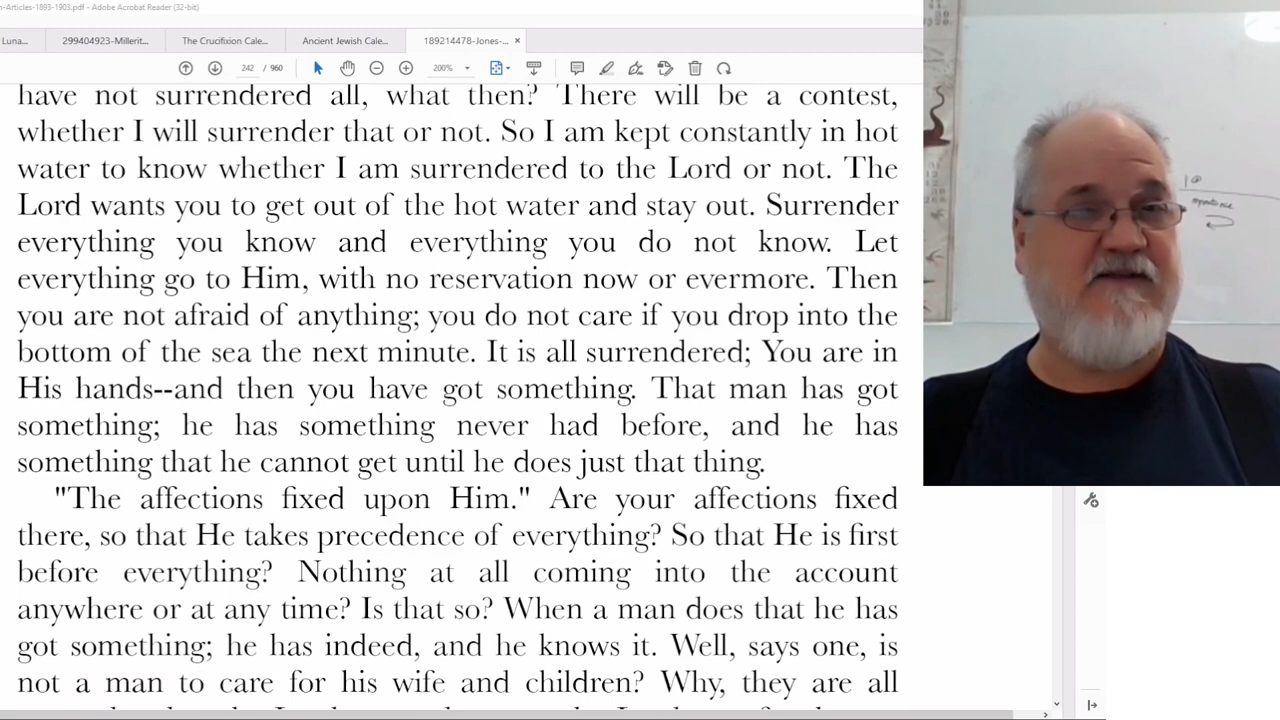 n-Articles-1893-1903.pdf - Adobe Acrobat Reader (32-bit)
Luna... 299404923-Millerit... The Crucifixion Cale... Ancient Jewish Cale... 189214478-Jones-... ×
242 / 960 200%
have not surrendered all, what then? There will be a contest,
whether I will surrender that or not. So I am kept constantly in hot
water to know whether I am surrendered to the Lord or not. The
Lord wants you to get out of the hot water and stay out. Surrender
everything you know and everything you do not know. Let
everything go to Him, with no reservation now or evermore. Then
you are not afraid of anything; you do not care if you drop into the
bottom of the sea the next minute. It is all surrendered; You are in
His hands--and then you have got something. That man has got
something; he has something never had before, and he has
something that he cannot get until he does just that thing.
"The affections fixed upon Him." Are your affections fixed
there, so that He takes precedence of everything? So that He is first
before everything? Nothing at all coming into the account
anywhere or at any time? Is that so? When a man does that he has
got something; he has indeed, and he knows it. Well, says one, is
not a man to care for his wife and children? Why, they are all